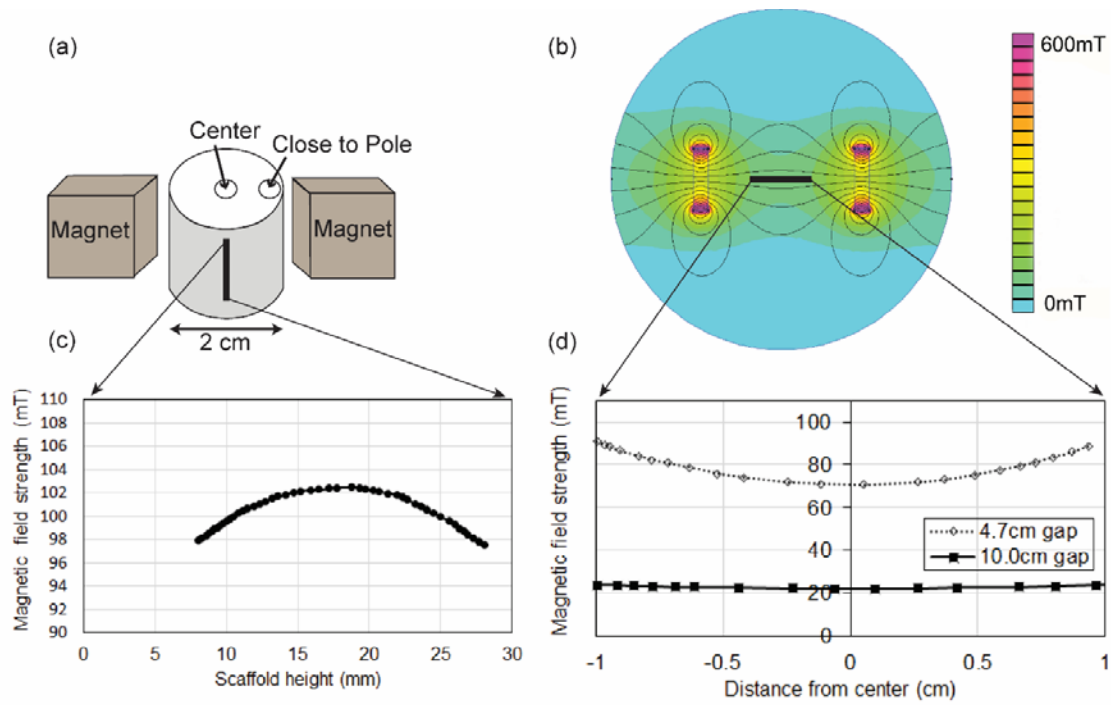 (a)
Center
Close to Pole
Magnet
Magnet
2 cm
(b)
600mT
0mT
(c)
Magnetic field strength (mT)
110
108
106
104
102
100
98
96
94
92
90
0 5 10 15 20 25 30
Scaffold height (mm)
(d)
Magnetic field strength (mT)
100
80
60
40
20
0
4.7cm gap
10.0cm gap
-1 -0.5 0 0.5 1
Distance from center (cm)